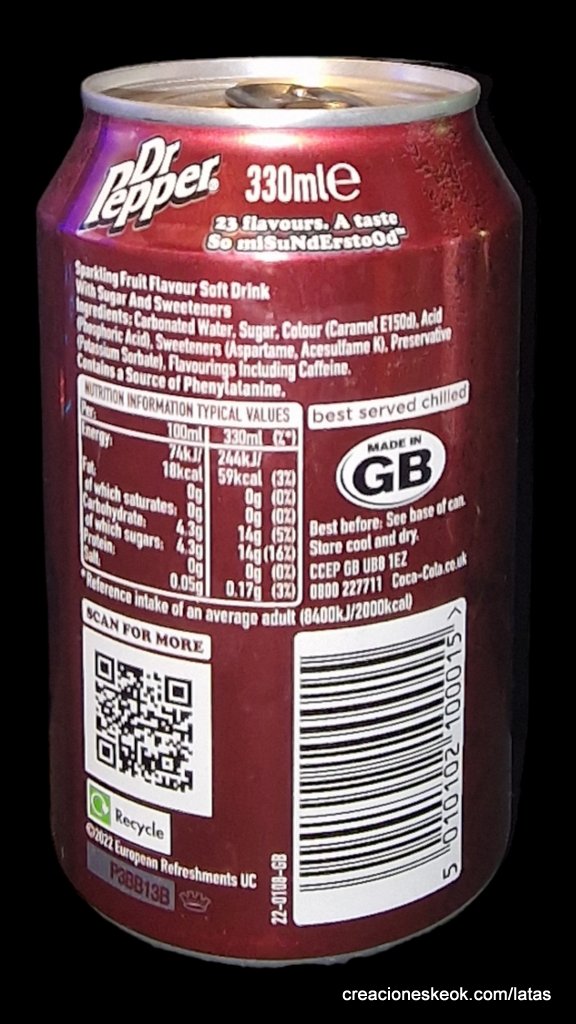 Dr
Pepper®
330ml℮
23 flavours. A taste
So miSuNdErstoOd™
Sparkling Fruit Flavour Soft Drink
With Sugar And Sweeteners
Ingredients: Carbonated Water, Sugar, Colour (Caramel E150d), Acid
(Phosphoric Acid), Sweeteners (Aspartame, Acesulfame K), Preservative
(Potassium Sorbate), Flavourings Including Caffeine.
Contains a Source of Phenylalanine.
NUTRITION INFORMATION TYPICAL VALUES
Per: 100ml 330ml (%*)
Energy: 74kJ/ 244kJ/
18kcal 59kcal (3%)
Fat: 0g 0g (0%)
of which saturates: 0g 0g (0%)
Carbohydrate: 4.3g 14g (5%)
of which sugars: 4.3g 14g (16%)
Protein: 0g 0g (0%)
Salt: 0.05g 0.17g (3%)
*Reference intake of an average adult (8400kJ/2000kcal)
best served chilled
MADE IN
GB
Best before: See base of can.
Store cool and dry.
CCEP GB UB8 1EZ
0800 227711 Coca-Cola.co.uk
SCAN FOR MORE
Recycle
©2022 European Refreshments UC
P3BB13B
22-0108-GB
5 010102 100015 >
creacioneskeok.com/latas